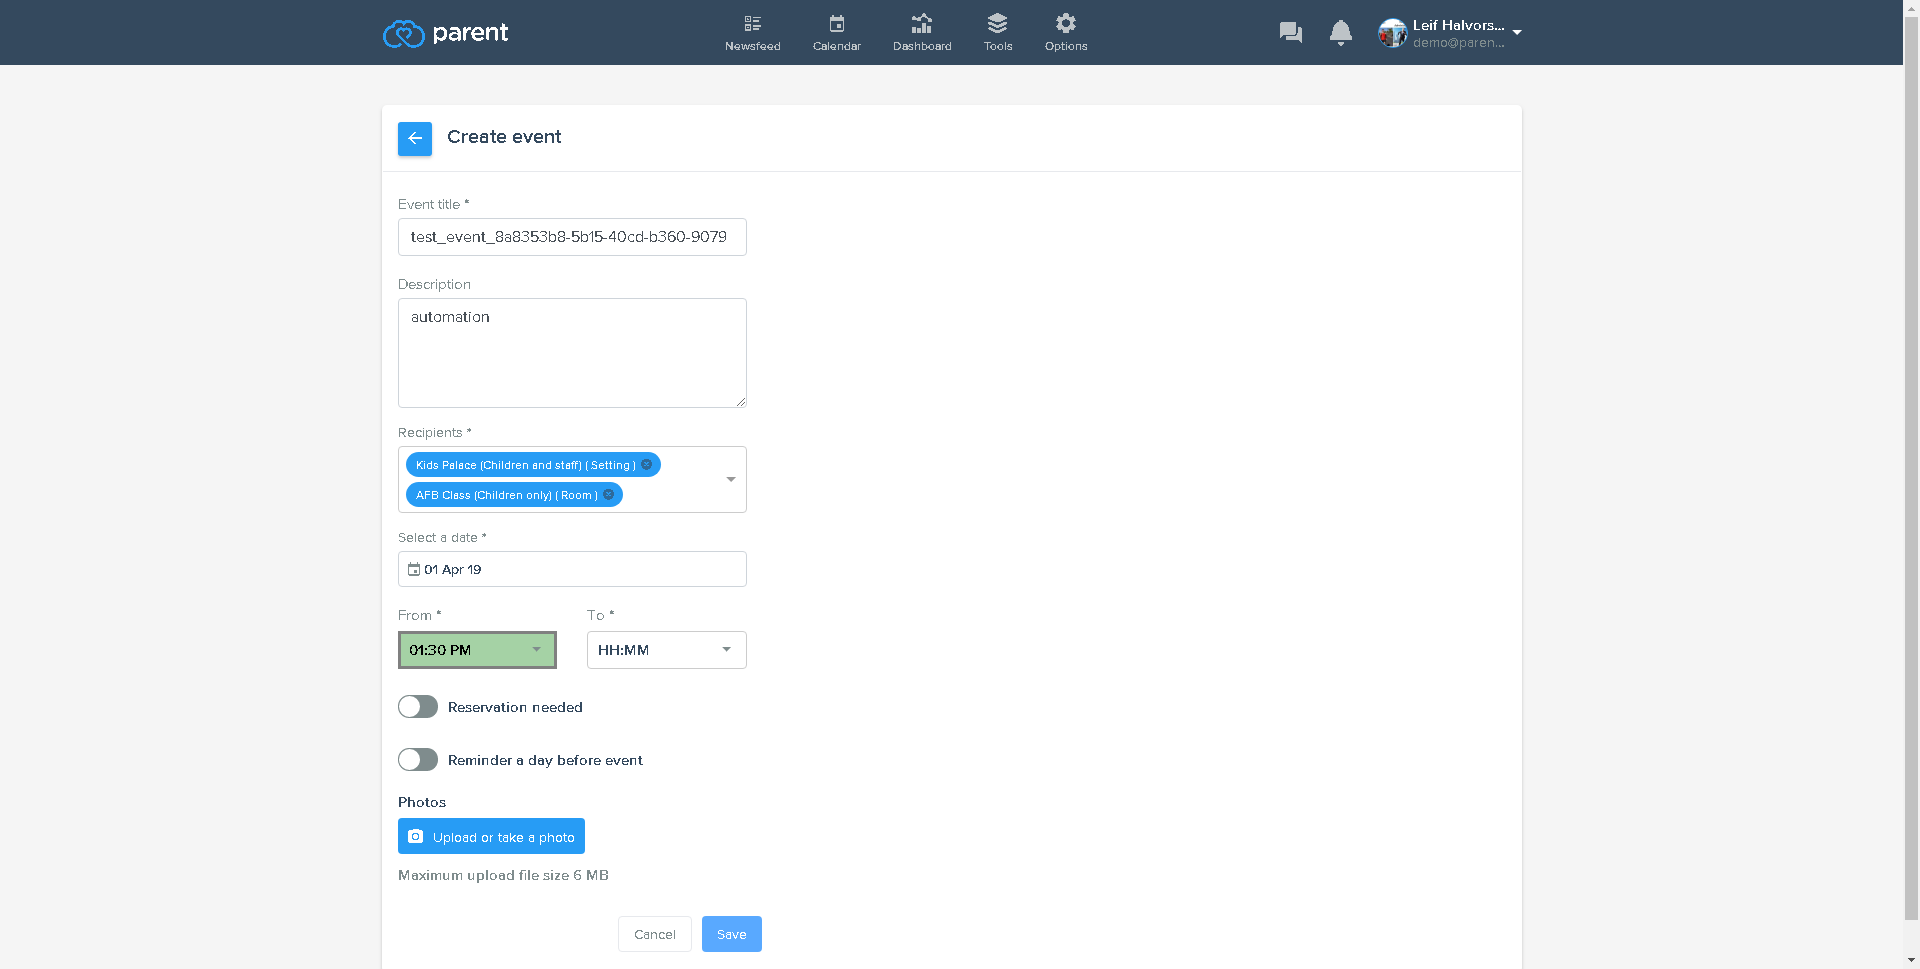 parent
Newsfeed
Calendar
Dashboard
Tools
Options
Leif Halvors...
demo@paren...
Create event
Event title *
test_event_8a8353b8-5b15-40cd-b360-9079
Description
automation
Recipients *
Kids Palace (Children and staff) ( Setting )
AFB Class (Children only) ( Room )
Select a date *
01 Apr 19
From *
To *
01:30 PM
HH:MM
Reservation needed
Reminder a day before event
Photos
Upload or take a photo
Maximum upload file size 6 MB
Cancel
Save